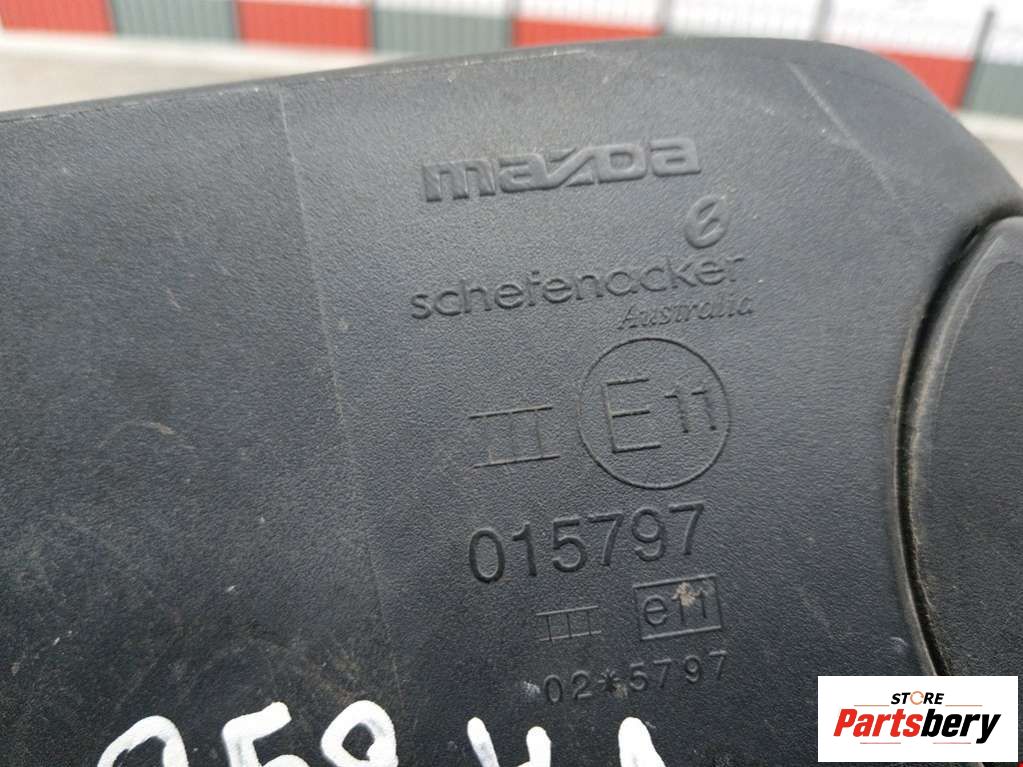 mazda
schefenacker
Australia
III E11
015797
III e11
02*5797
STORE
Partsbery